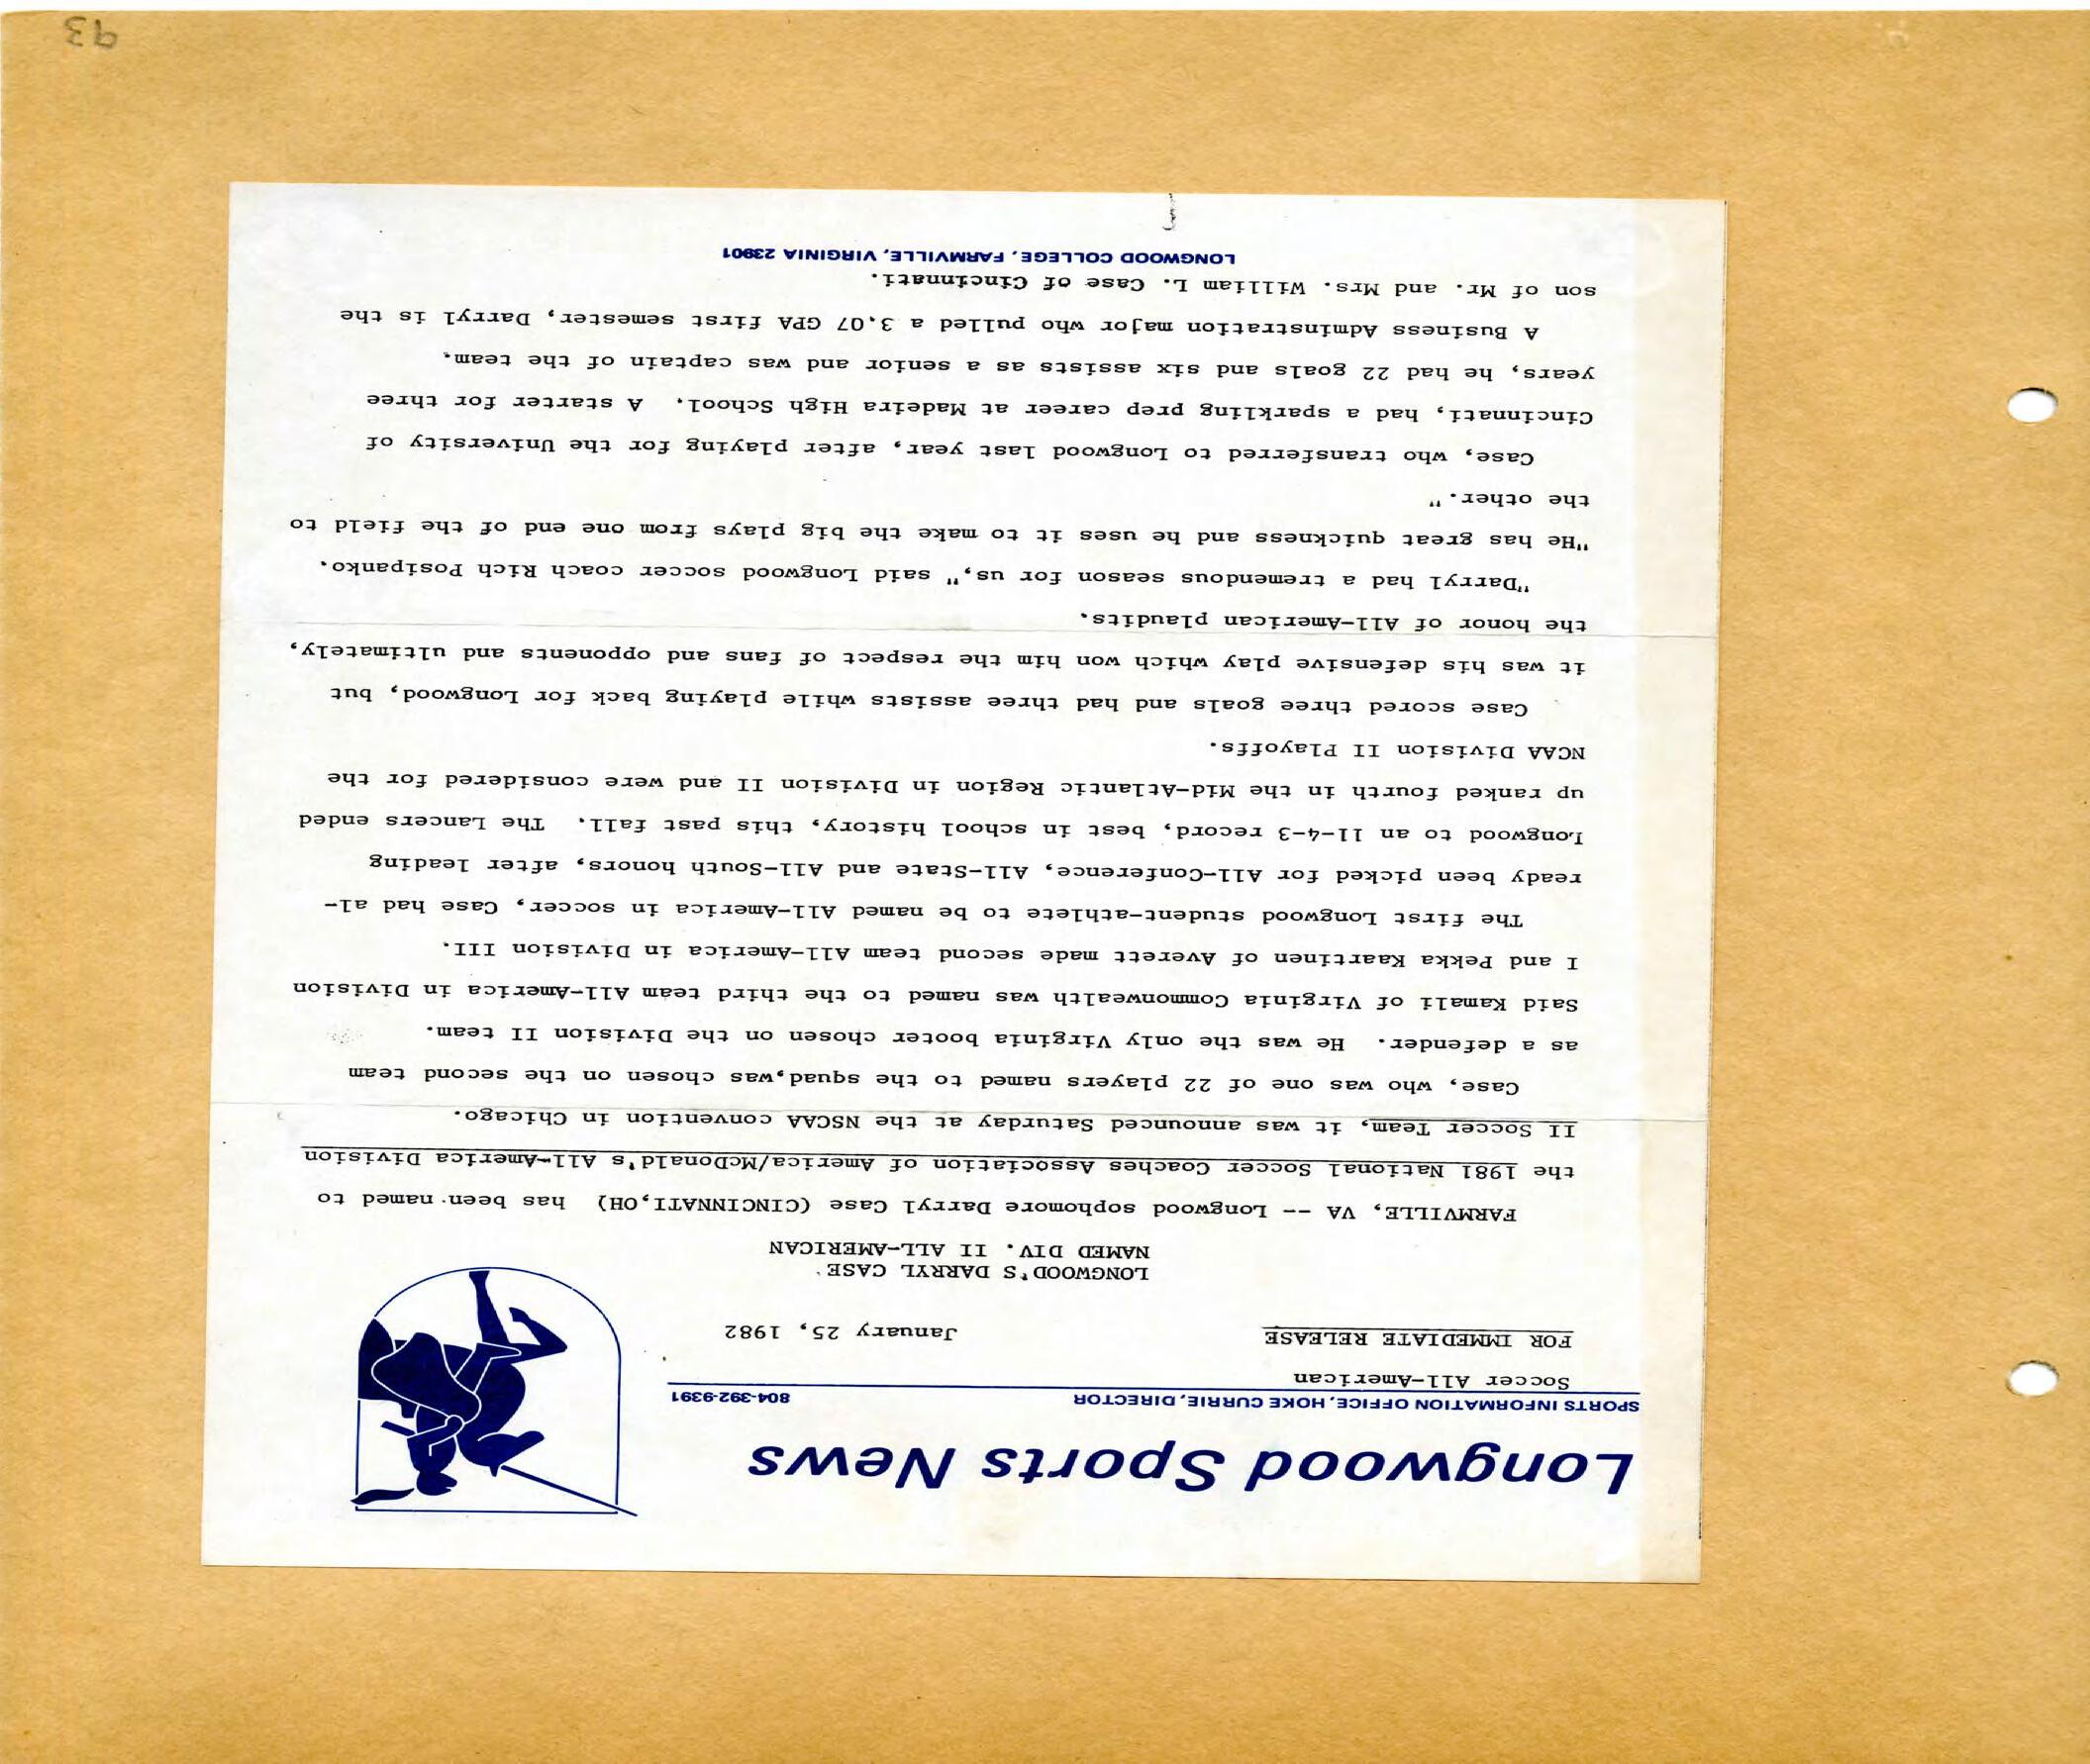 Longwood Sports News
SPORTS INFORMATION OFFICE, HOKE CURRIE, DIRECTOR 804-392-9391
Soccer All-American
FOR IMMEDIATE RELEASE January 25, 1982
LONGWOOD'S DARRYL CASE
NAMED DIV. II ALL-AMERICAN
FARMVILLE, VA -- Longwood sophomore Darryl Case (CINCINNATI,OH) has been named to
the 1981 National Soccer Coaches Association of America/McDonald's All-America Division
II Soccer Team, it was announced Saturday at the NSCAA convention in Chicago.
Case, who was one of 22 players named to the squad,was chosen on the second team
as a defender. He was the only Virginia booter chosen on the Division II team.
Said Kamali of Virginia Commonwealth was named to the third team All-America in Division
I and Pekka Kaartinen of Averett made second team All-America in Division III.
The first Longwood student-athlete to be named All-America in soccer, Case had al-
ready been picked for All-Conference, All-State and All-South honors, after leading
Longwood to an 11-4-3 record, best in school history, this past fall. The Lancers ended
up ranked fourth in the Mid-Atlantic Region in Division II and were considered for the
NCAA Division II Playoffs.
Case scored three goals and had three assists while playing back for Longwood, but
it was his defensive play which won him the respect of fans and opponents and ultimately,
the honor of All-American plaudits.
"Darryl had a tremendous season for us," said Longwood soccer coach Rich Posipanko.
"He has great quickness and he uses it to make the big plays from one end of the field to
the other."
Case, who transferred to Longwood last year, after playing for the University of
Cincinnati, had a sparkling prep career at Madeira High School. A starter for three
years, he had 22 goals and six assists as a senior and was captain of the team.
A Business Adminstration major who pulled a 3.07 GPA first semester, Darryl is the
son of Mr. and Mrs. William L. Case of Cincinnati.
LONGWOOD COLLEGE, FARMVILLE, VIRGINIA 23901
93